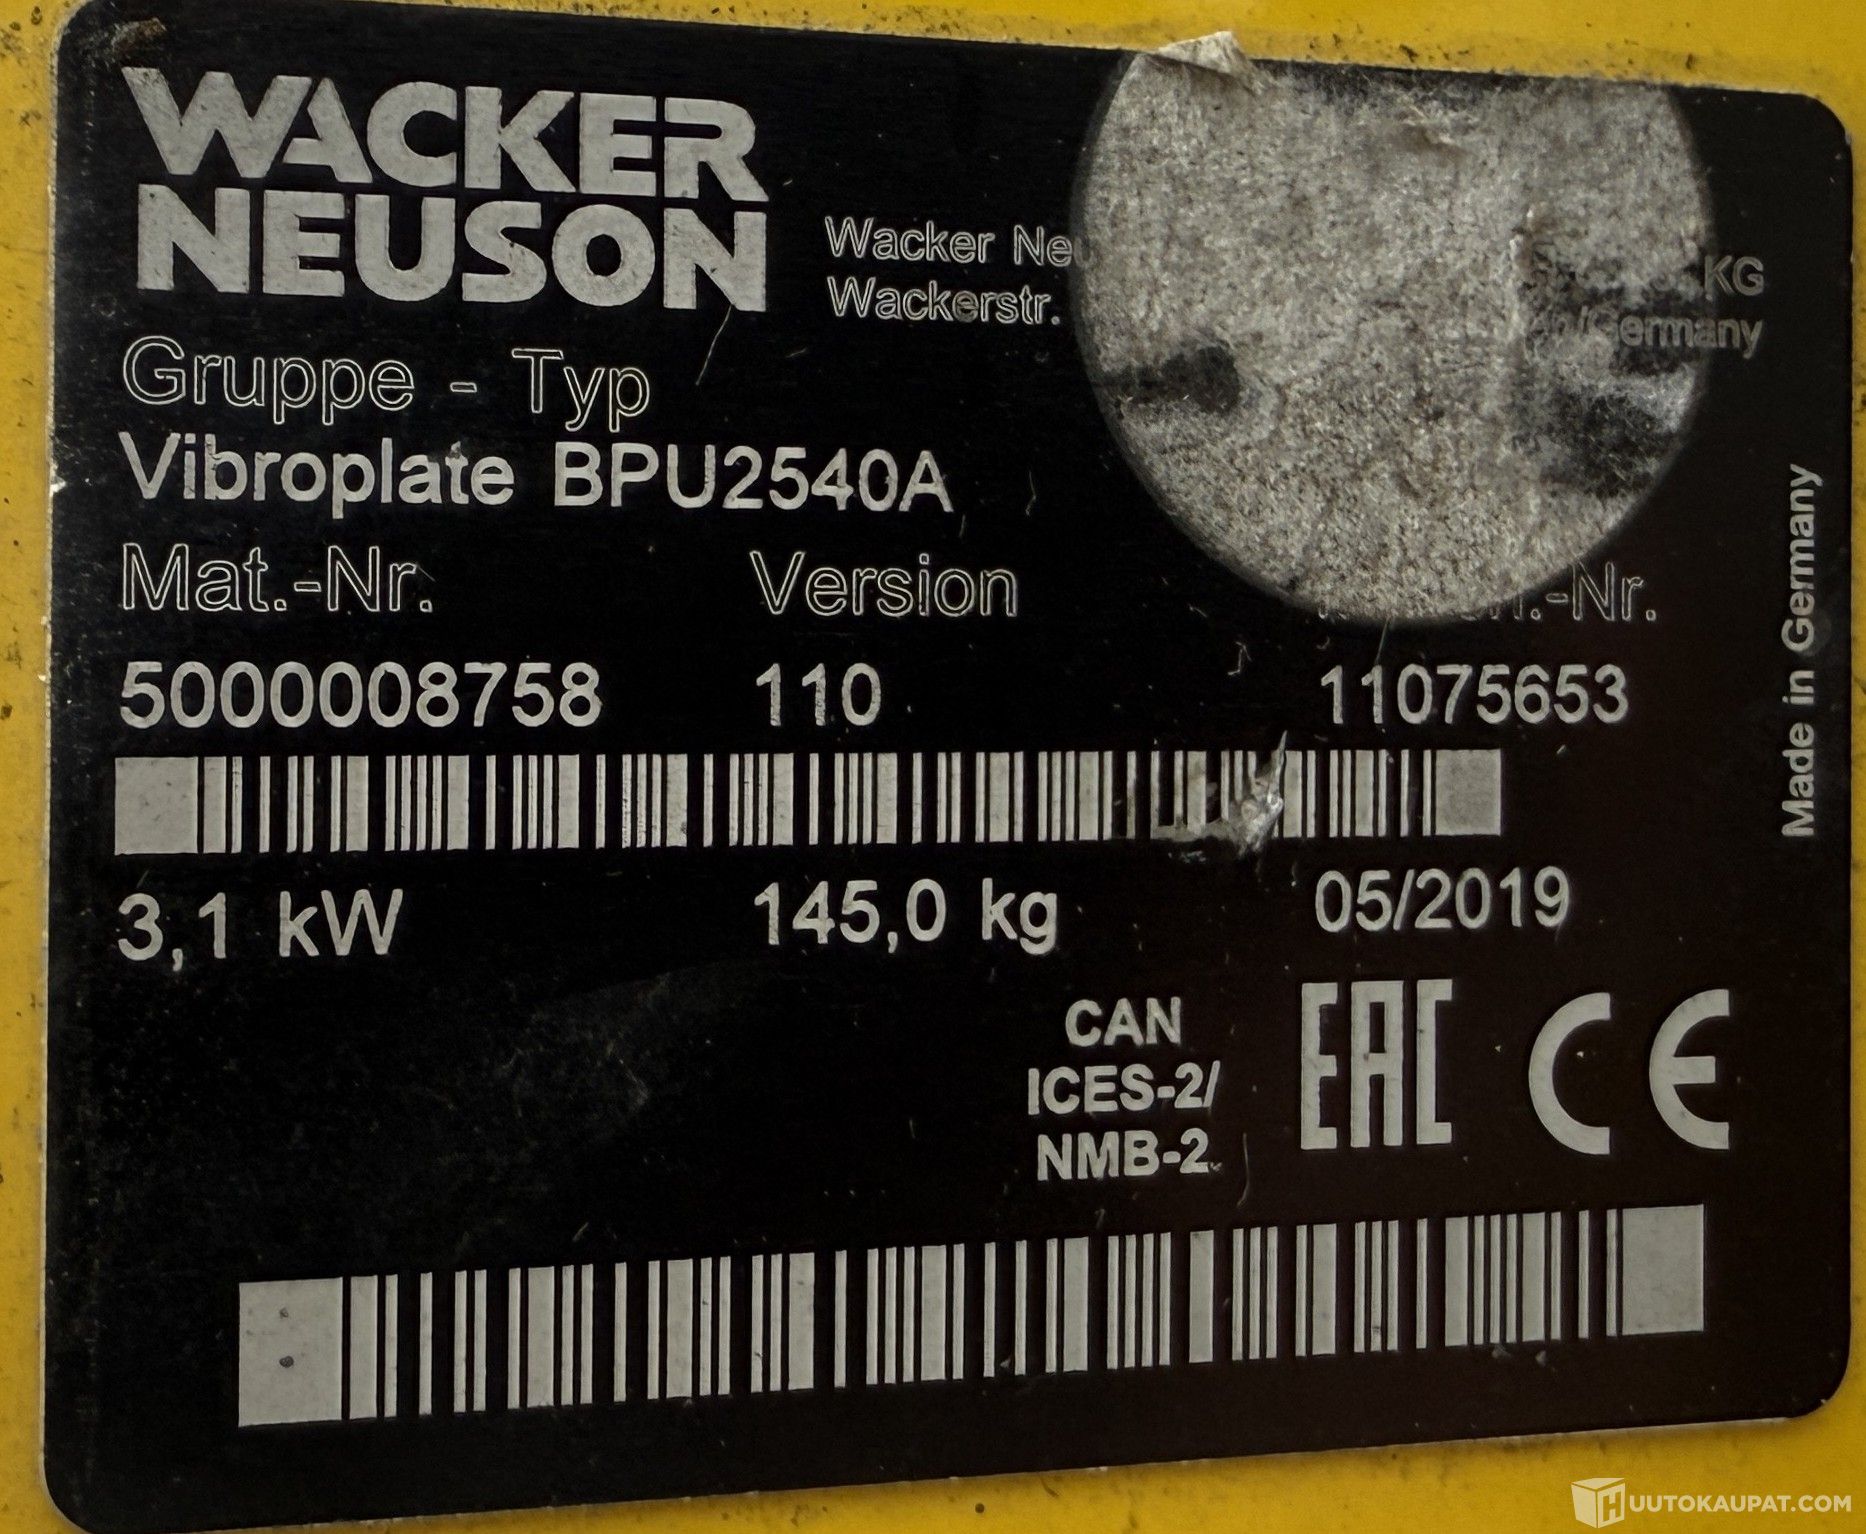 WACKER
NEUSON
Wacker KG
Wackerstr. Germany
Gruppe - Typ
Vibroplate BPU2540A
Mat.-Nr. Version
5000008758 110 11075653
3,1 kW 145,0 kg 05/2019
CAN
ICES-2/
NMB-2
EAC CE
Made in Germany
HUUTOKAUPAT.COM